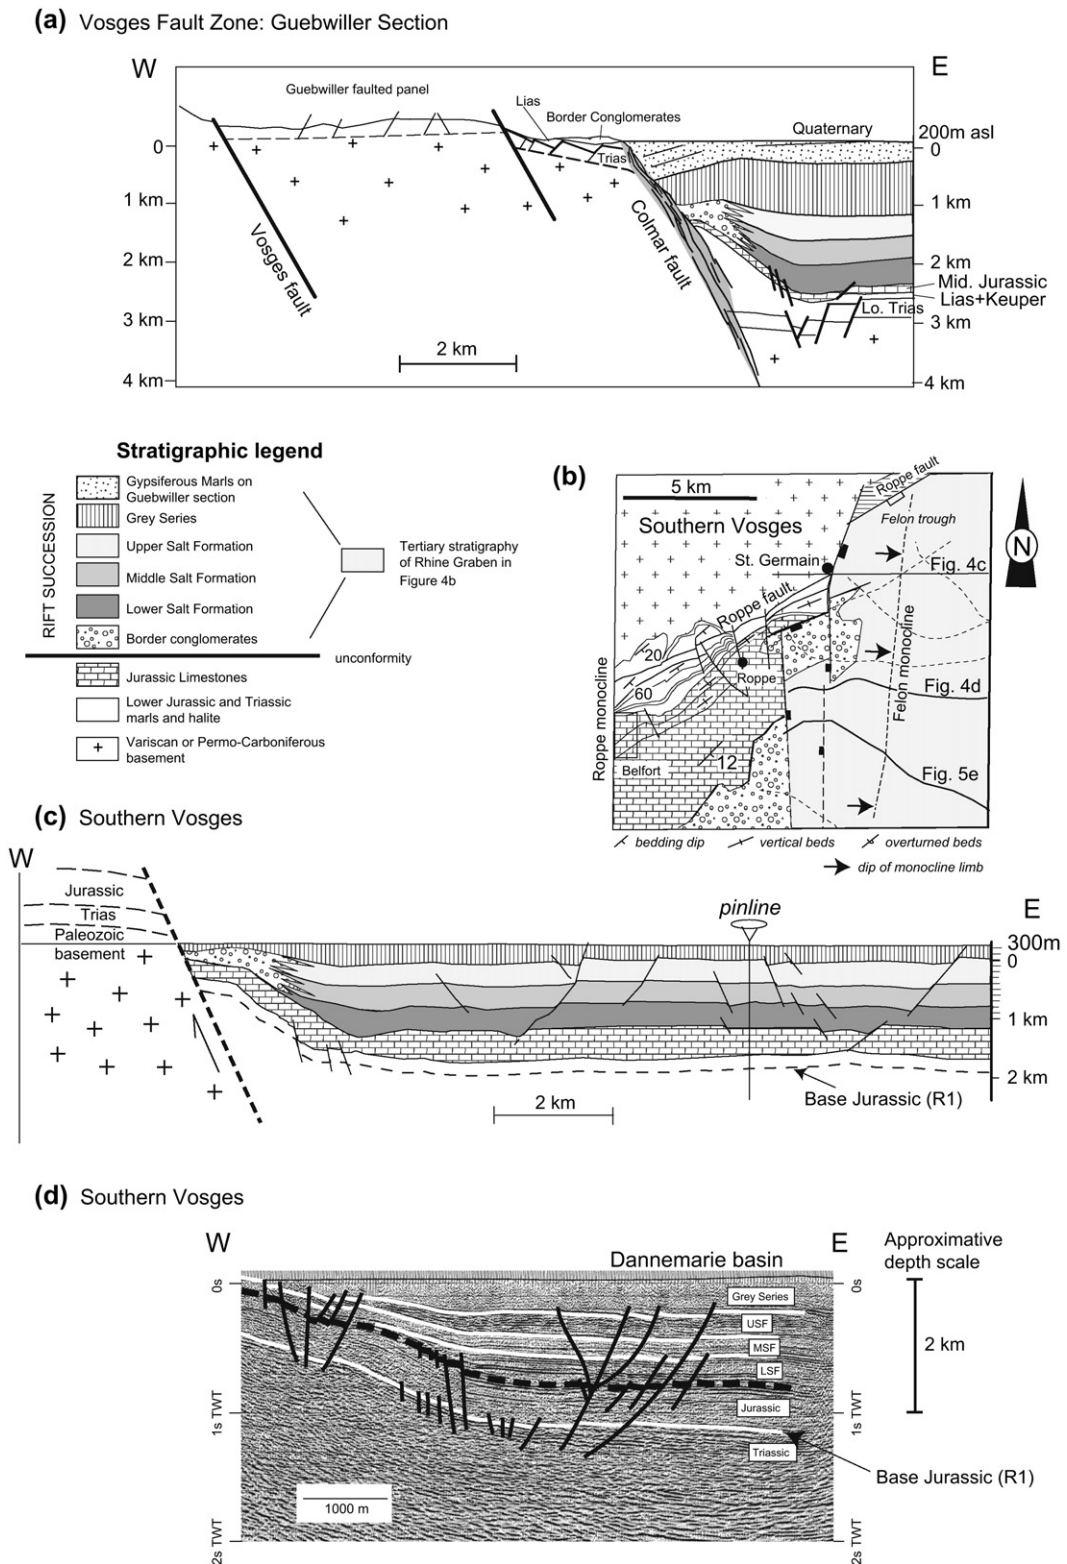 (a) Vosges Fault Zone: Guebwiller Section
W
E
Guebwiller faulted panel
Lias
Border Conglomerates
Quaternary
200m asl
0
0
Trias
1 km
1 km
Vosges fault
Colmar fault
2 km
2 km
Mid. Jurassic
Lias+Keuper
Lo. Trias
3 km
3 km
2 km
4 km
4 km
Stratigraphic legend
RIFT SUCCESSION
Gypsiferous Marls on
Guebwiller section
Grey Series
Upper Salt Formation
Middle Salt Formation
Lower Salt Formation
Border conglomerates
Tertiary stratigraphy
of Rhine Graben in
Figure 4b
unconformity
Jurassic Limestones
Lower Jurassic and Triassic
marls and halite
Variscan or Permo-Carboniferous
basement
(b)
5 km
Southern Vosges
Roppe fault
Felon trough
N
St. Germain
Fig. 4c
Roppe fault
20
Roppe
60
Roppe monocline
Felon monocline
Fig. 4d
12
Belfort
Fig. 5e
bedding dip
vertical beds
overturned beds
dip of monocline limb
(c) Southern Vosges
W
E
Jurassic
Trias
Paleozoic
basement
pinline
300m
0
1 km
2 km
2 km
Base Jurassic (R1)
(d) Southern Vosges
W
E
Dannemarie basin
Approximative
depth scale
0s
0s
Grey Series
USF
MSF
LSF
2 km
Jurassic
1s TWT
1s TWT
Triassic
Base Jurassic (R1)
1000 m
2s TWT
2s TWT